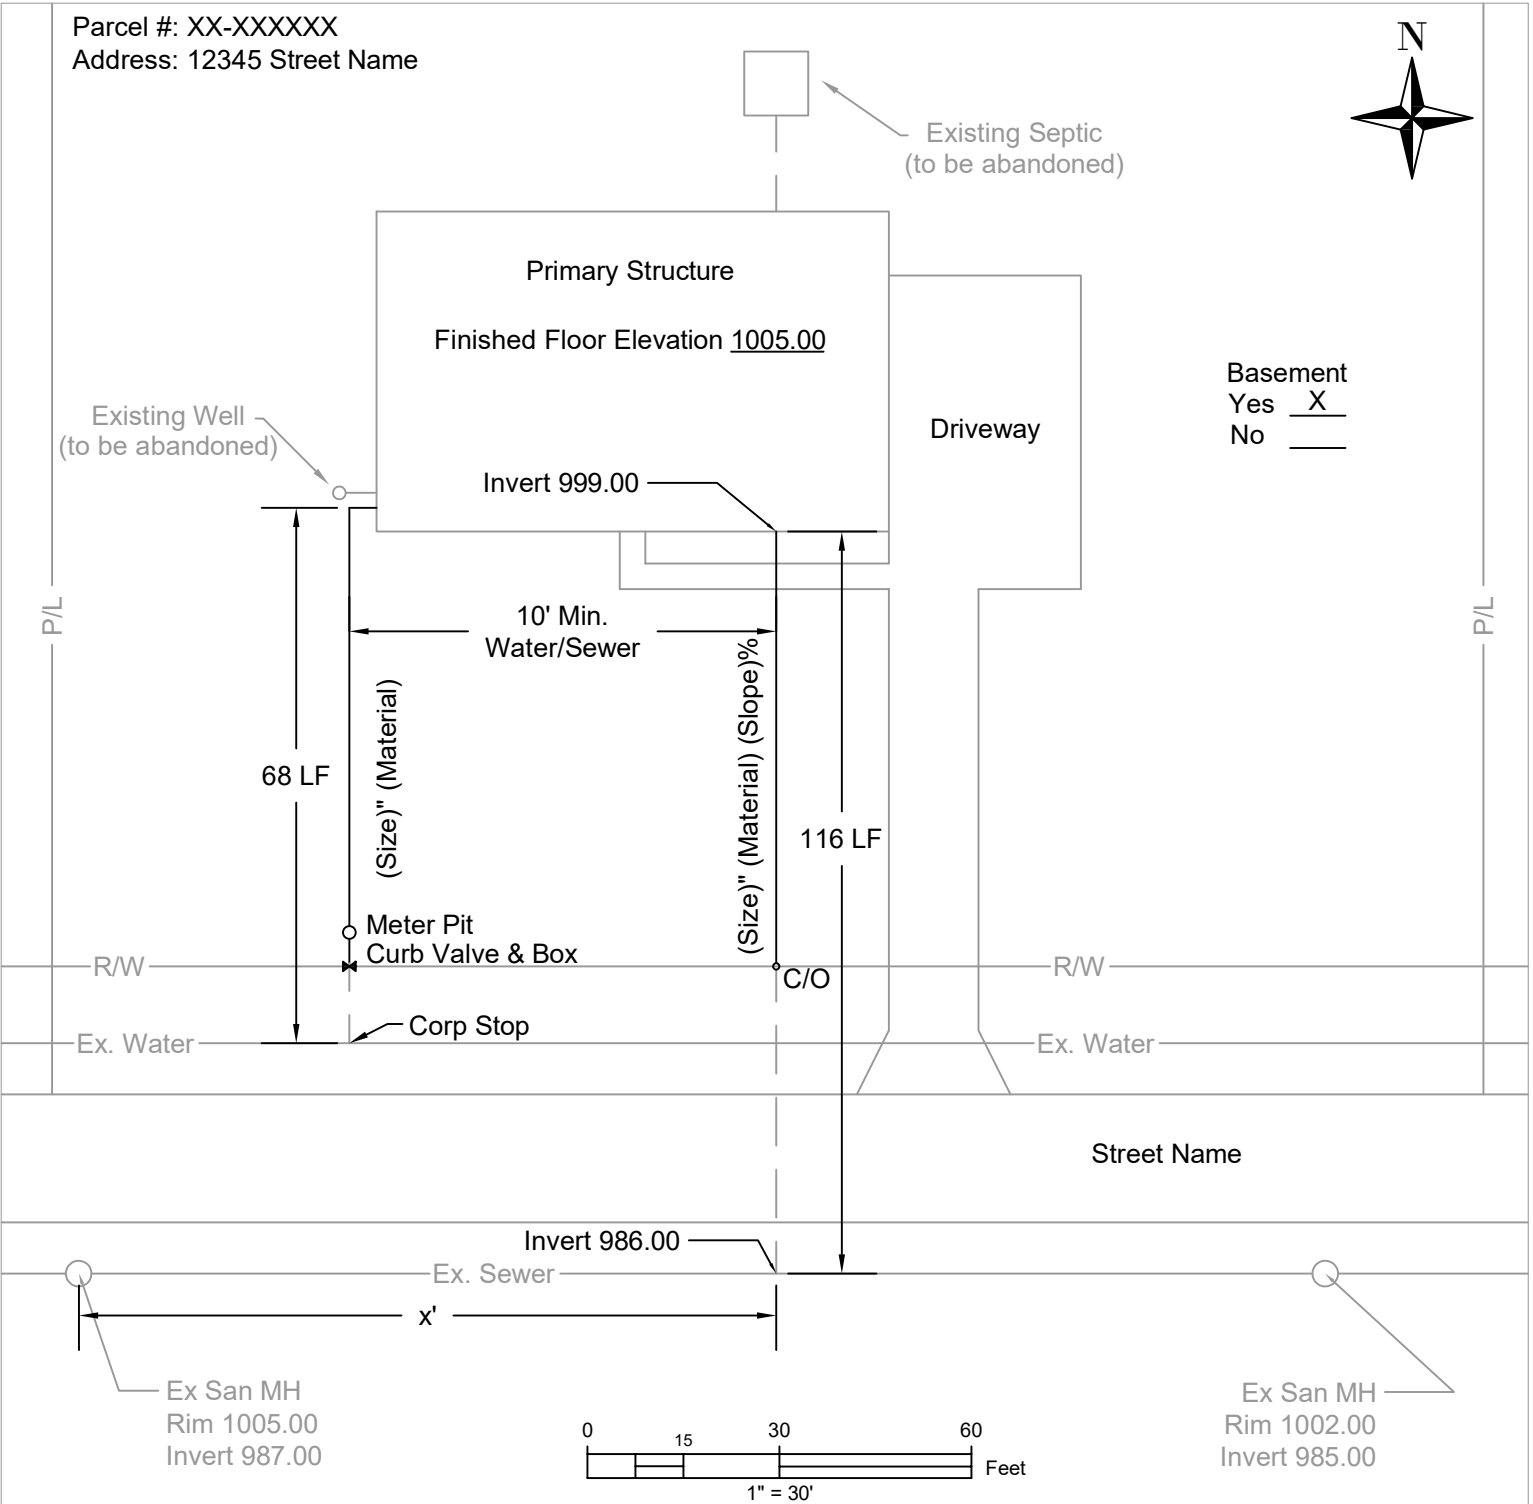 Parcel #: XX-XXXXXX
Address: 12345 Street Name
N
Existing Septic
(to be abandoned)
Primary Structure
Finished Floor Elevation 1005.00
Basement
Yes X
No
Existing Well
(to be abandoned)
Driveway
Invert 999.00
P/L
P/L
10' Min.
Water/Sewer
(Size)" (Material)
(Size)" (Material) (Slope)%
68 LF
116 LF
Meter Pit
Curb Valve & Box
R/W
R/W
C/O
Corp Stop
Ex. Water
Ex. Water
Street Name
Invert 986.00
Ex. Sewer
x'
Ex San MH
Rim 1005.00
Invert 987.00
Ex San MH
Rim 1002.00
Invert 985.00
0 15 30 60
Feet
1" = 30'